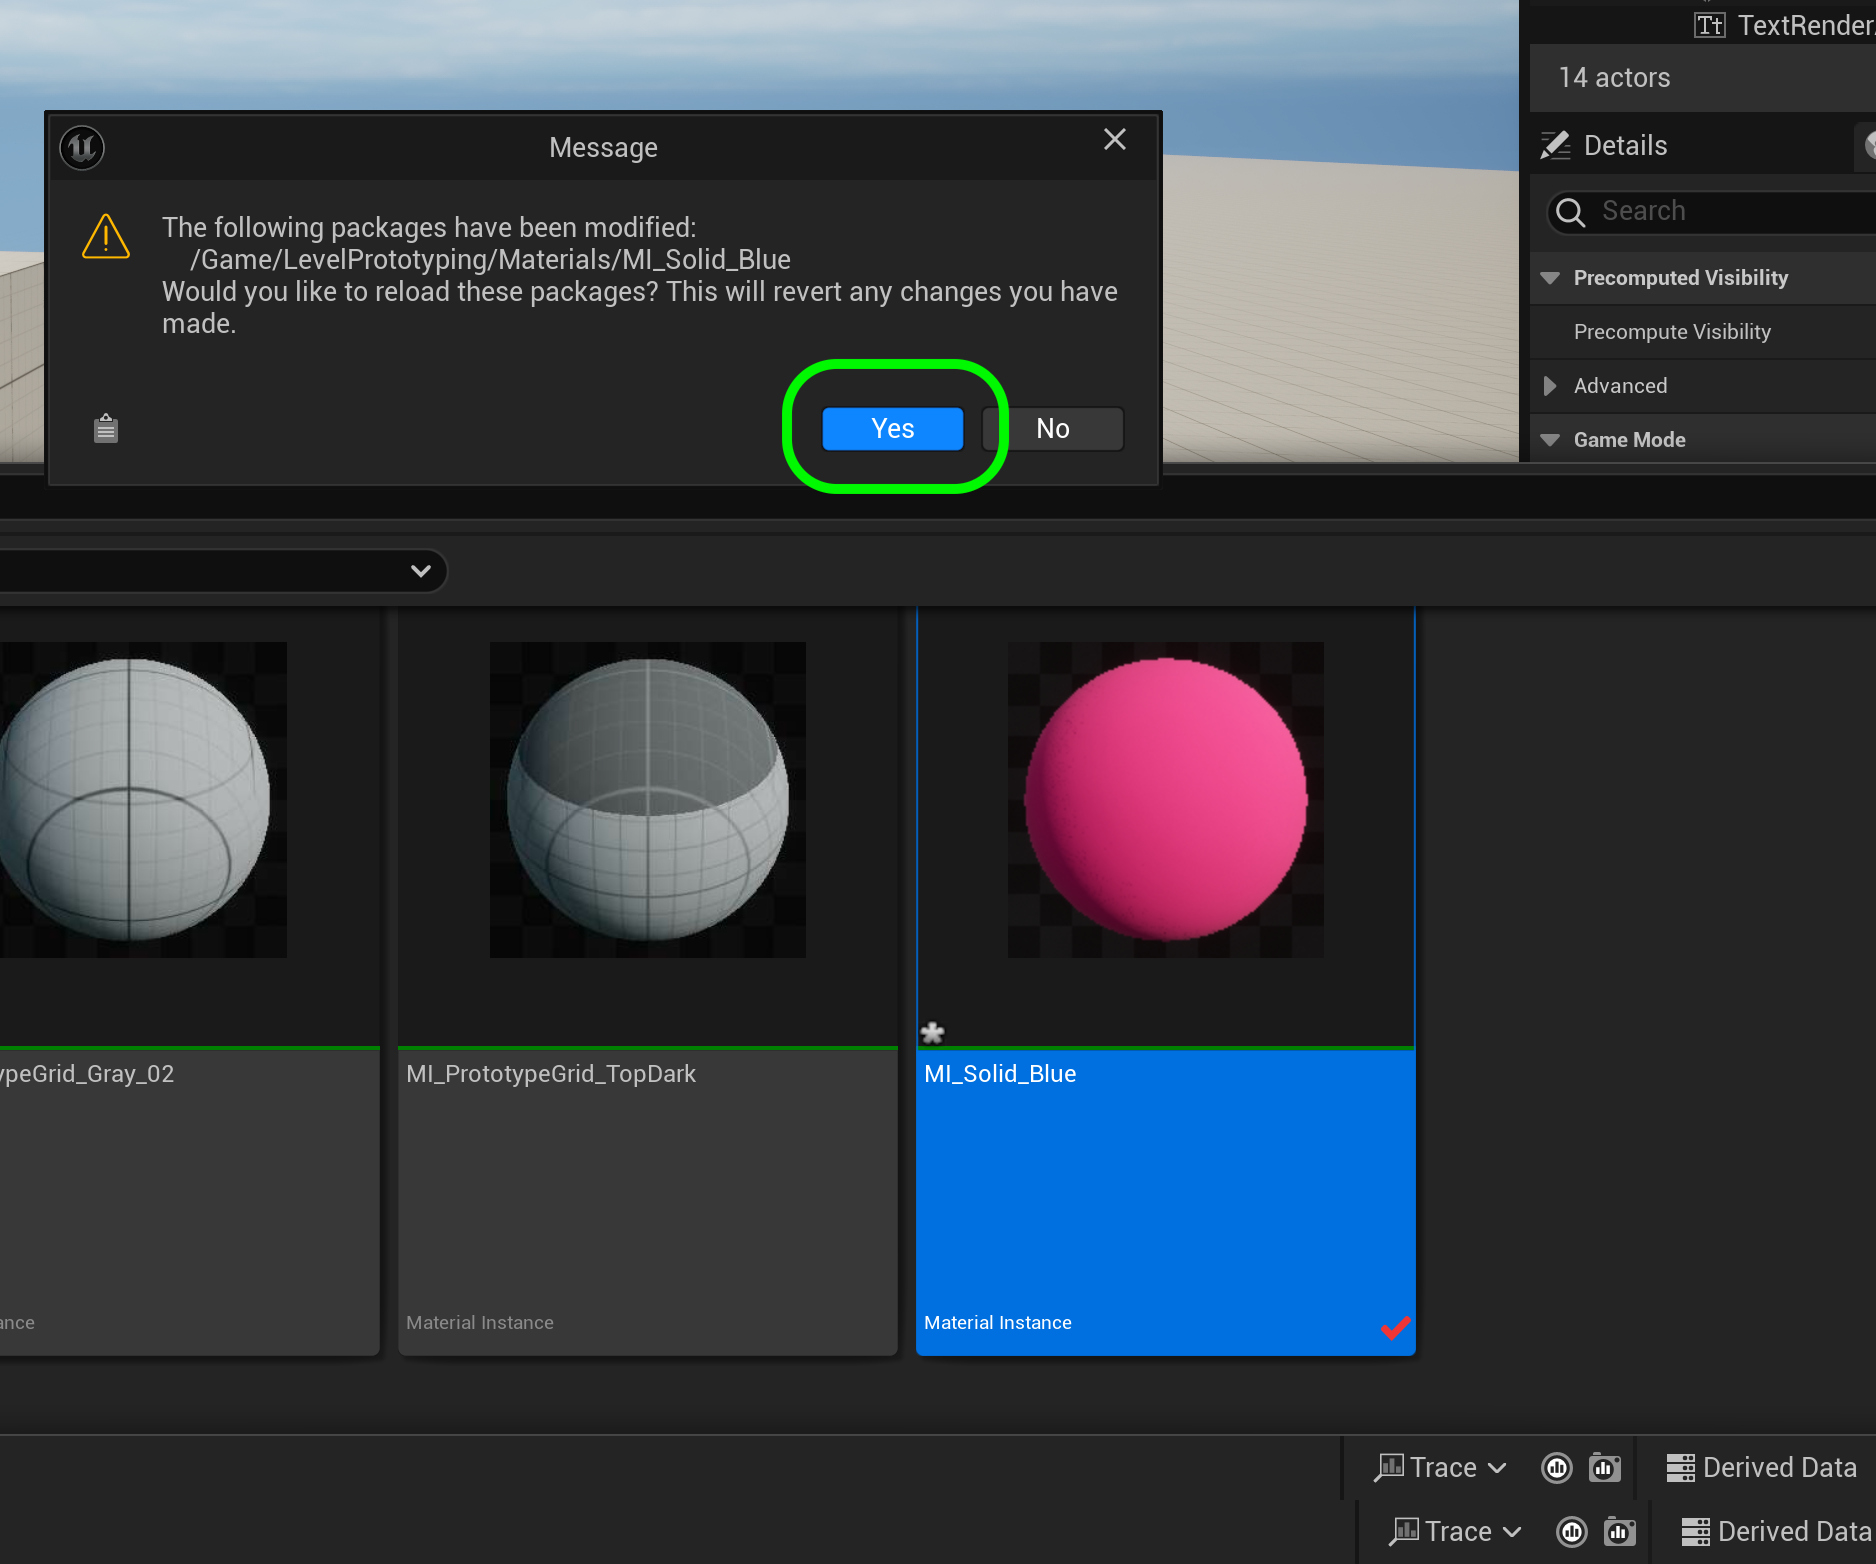 TextRender
14 actors
Message
Details
The following packages have been modified:
/Game/LevelPrototyping/Materials/MI_Solid_Blue
Would you like to reload these packages? This will revert any changes you have
made.
Search
Precomputed Visibility
Precompute Visibility
Advanced
Game Mode
Yes
No
ypeGrid_Gray_02
MI_PrototypeGrid_TopDark
MI_Solid_Blue
ance
Material Instance
Material Instance
Trace
Derived Data
Trace
Derived Data